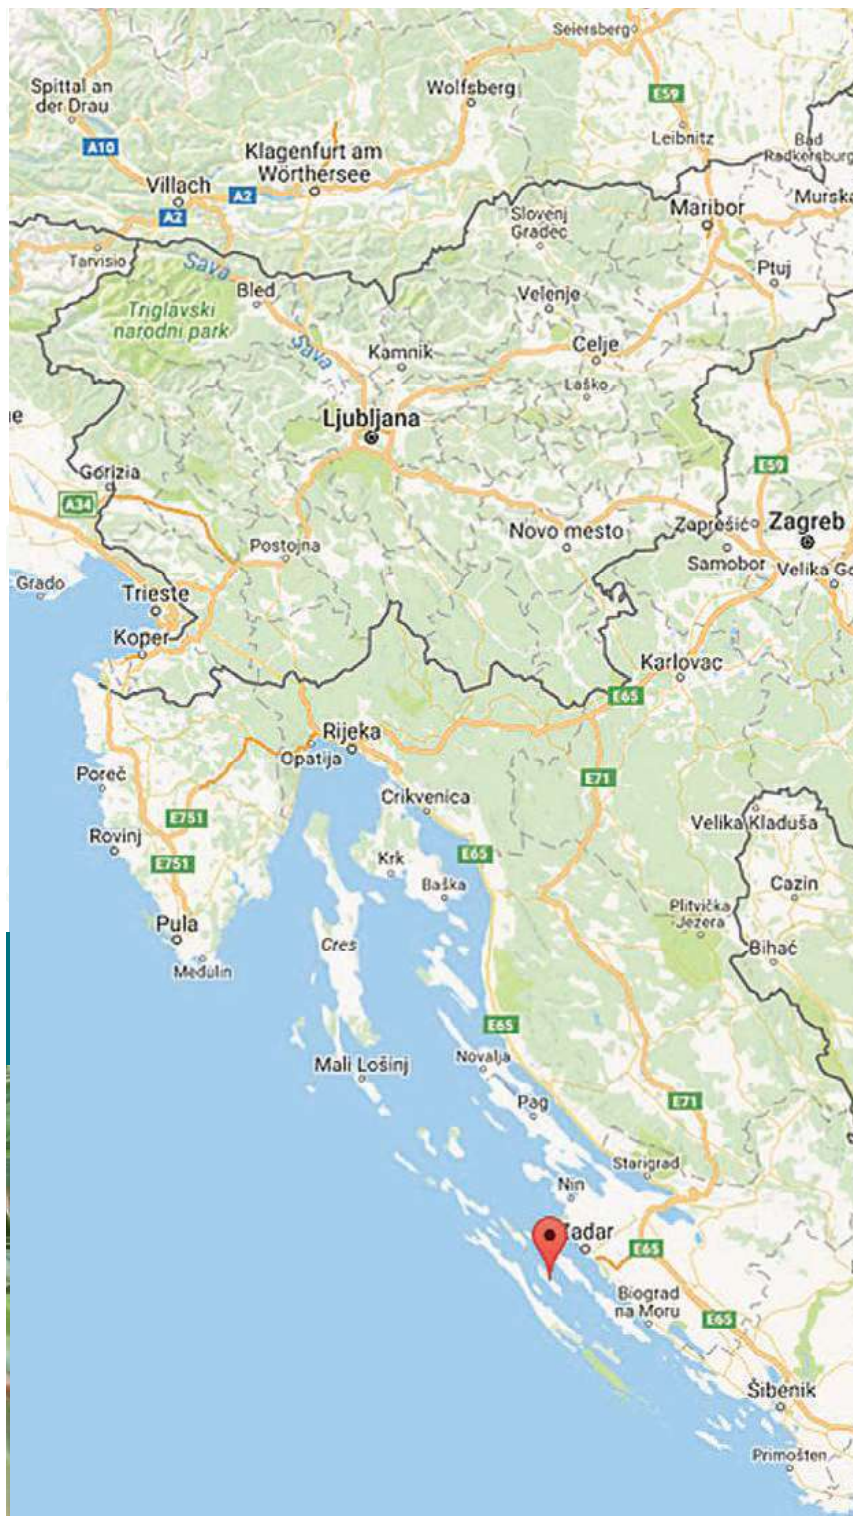 Seiersberg
Spittal an
der Drau
Wolfsberg
E59
Leibnitz
A10
Klagenfurt am
Wörthersee
Bad
Radkersburg
Villach
A2
A2
Murska
Maribor
Slovenj
Gradec
Tarvisio
Sava
Ptuj
Bled
Velenje
Triglavski
narodni park
Sava
Kamnik
Celje
Laško
Ljubljana
Gorizia
E59
A34
Novo mesto
Zaprešić
Zagreb
Postojna
Samobor
Velika Go
Grado
Trieste
Koper
Karlovac
E65
Rijeka
Opatija
Poreč
E71
Crikvenica
E751
Velika Kladuša
Rovinj
E751
E65
Krk
Baška
Cazin
Plitvička
Jezera
Pula
Cres
Bihać
Medulin
E65
Mali Lošinj
Novalja
Pag
E71
Starigrad
Nin
Zadar
E65
Biograd
na Moru
E65
Šibenik
Primošten